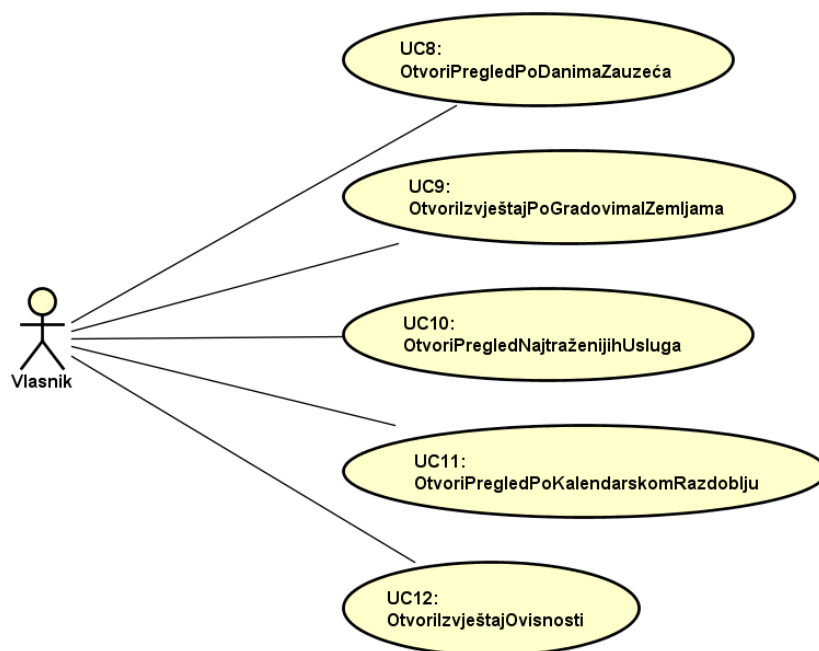 UC8:
OtvoriPregledPoDanimaZauzeća
UC9:
OtvoriIzvještajPoGradovimaIZemljama
UC10:
OtvoriPregledNajtraženijihUsluga
Vlasnik
UC11:
OtvoriPregledPoKalendarskomRazdoblju
UC12:
OtvoriIzvještajOvisnosti